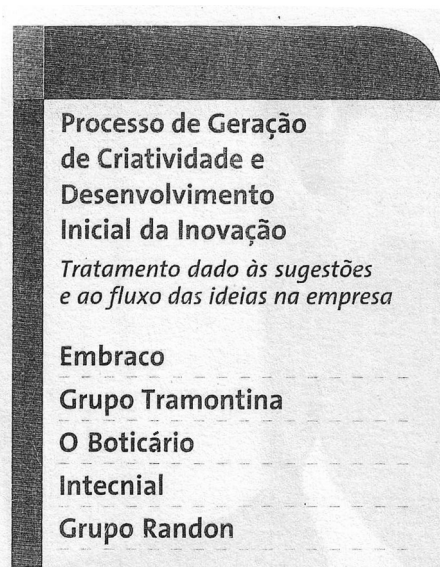 Processo de Geração
de Criatividade e
Desenvolvimento
Inicial da Inovação
Tratamento dado às sugestões
e ao fluxo das ideias na empresa
Embraco
Grupo Tramontina
O Boticário
Intecnial
Grupo Randon